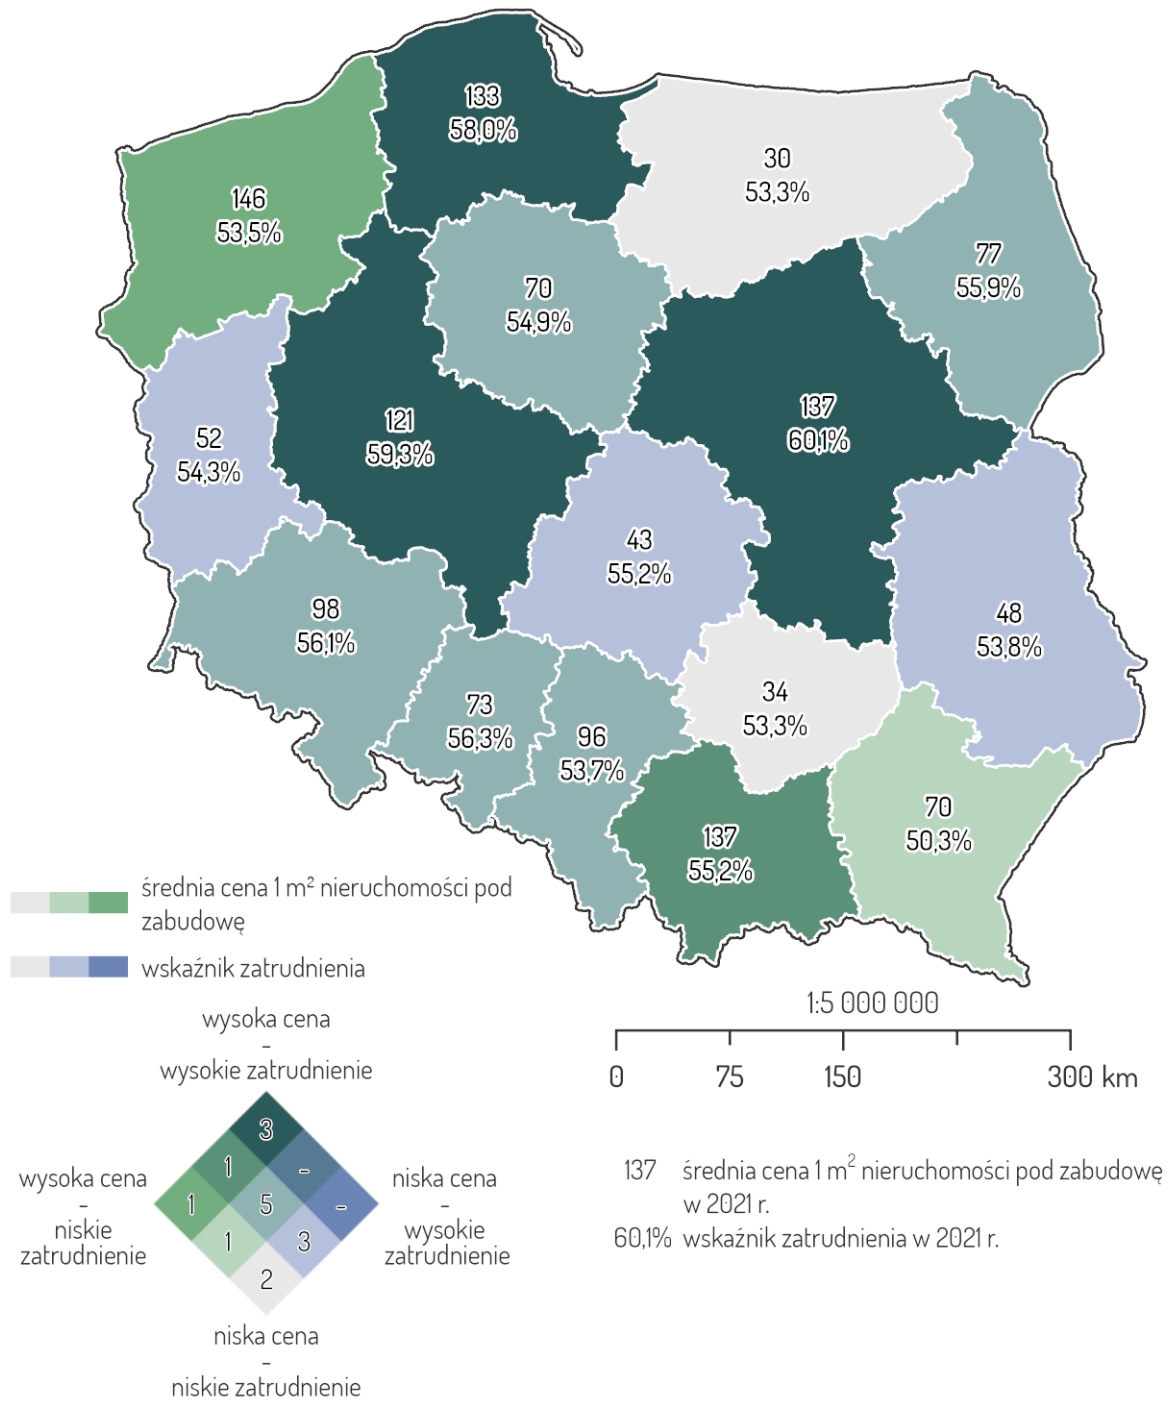 133
58,0%
30
53,3%
146
53,5%
77
55,9%
70
54,9%
121
59,3%
137
60,1%
52
54,3%
43
55,2%
98
56,1%
48
53,8%
73
56,3%
96
53,7%
34
53,3%
137
55,2%
70
50,3%
średnia cena 1 m² nieruchomości pod
zabudowę
wskaźnik zatrudnienia
wysoka cena
–
wysokie zatrudnienie
3
1
-
wysoka cena
–
niskie
zatrudnienie
1
5
-
niska cena
–
wysokie
zatrudnienie
1
3
2
niska cena
–
niskie zatrudnienie
1:5 000 000
0 75 150 300 km
137 średnia cena 1 m² nieruchomości pod zabudowę
w 2021 r.
60,1% wskaźnik zatrudnienia w 2021 r.